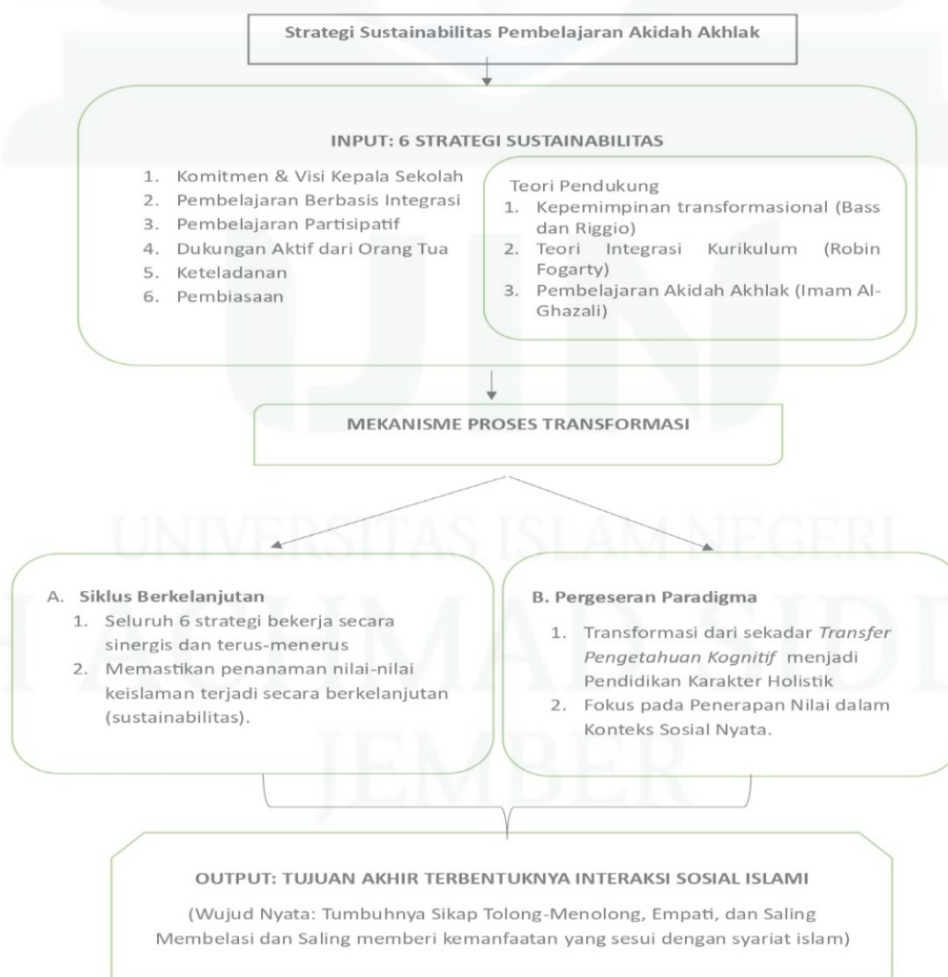 Strategi Sustainabilitas Pembelajaran Akidah Akhlak
INPUT: 6 STRATEGI SUSTAINABILITAS
1. Komitmen & Visi Kepala Sekolah
2. Pembelajaran Berbasis Integrasi
3. Pembelajaran Partisipatif
4. Dukungan Aktif dari Orang Tua
5. Keteladanan
6. Pembiasaan
Teori Pendukung
1. Kepemimpinan transformasional (Bass
dan Riggio)
2. Teori Integrasi Kurikulum (Robin
Fogarty)
3. Pembelajaran Akidah Akhlak (Imam Al-
Ghazali)
MEKANISME PROSES TRANSFORMASI
A. Siklus Berkelanjutan
1. Seluruh 6 strategi bekerja secara
sinergis dan terus-menerus
2. Memastikan penanaman nilai-nilai
keislaman terjadi secara berkelanjutan
(sustainabilitas).
B. Pergeseran Paradigma
1. Transformasi dari sekadar Transfer
Pengetahuan Kognitif menjadi
Pendidikan Karakter Holistik
2. Fokus pada Penerapan Nilai dalam
Konteks Sosial Nyata.
OUTPUT: TUJUAN AKHIR TERBENTUKNYA INTERAKSI SOSIAL ISLAMI
(Wujud Nyata: Tumbuhnya Sikap Tolong-Menolong, Empati, dan Saling
Membelasi dan Saling memberi kemanfaatan yang sesui dengan syariat islam)
UIN
UNIVERSITAS ISLAM NEGERI
H ACHMAD SIDD
JEMBER